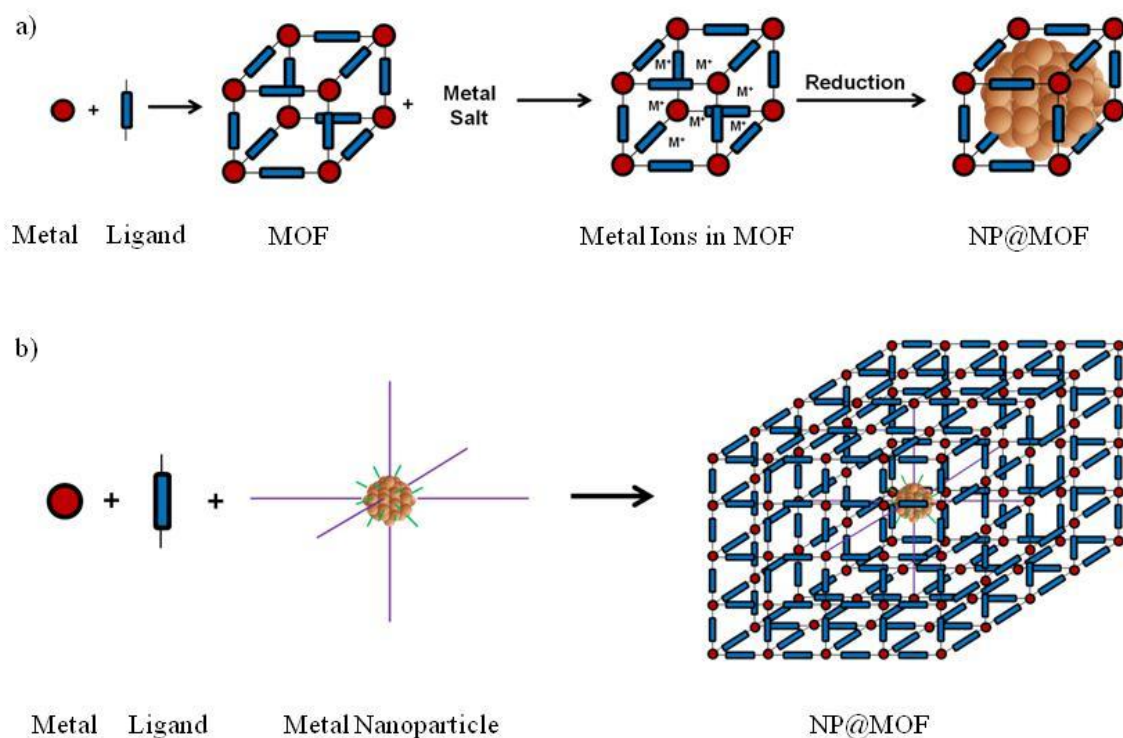 a)
+
+
Metal
Salt
M⁺ M⁺
M⁺ M⁺
M⁺ M⁺
M⁺
Reduction
Metal Ligand MOF Metal Ions in MOF NP@MOF
b)
+ +
Metal Ligand Metal Nanoparticle NP@MOF